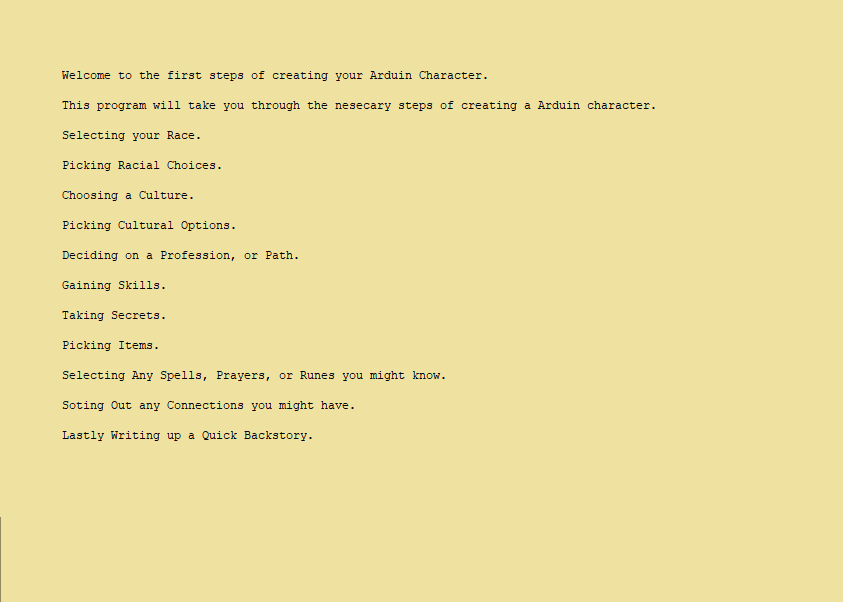 Welcome to the first steps of creating your Arduin Character.
This program will take you through the nesecary steps of creating a Arduin character.
Selecting your Race.
Picking Racial Choices.
Choosing a Culture.
Picking Cultural Options.
Deciding on a Profession, or Path.
Gaining Skills.
Taking Secrets.
Picking Items.
Selecting Any Spells, Prayers, or Runes you might know.
Soting Out any Connections you might have.
Lastly Writing up a Quick Backstory.